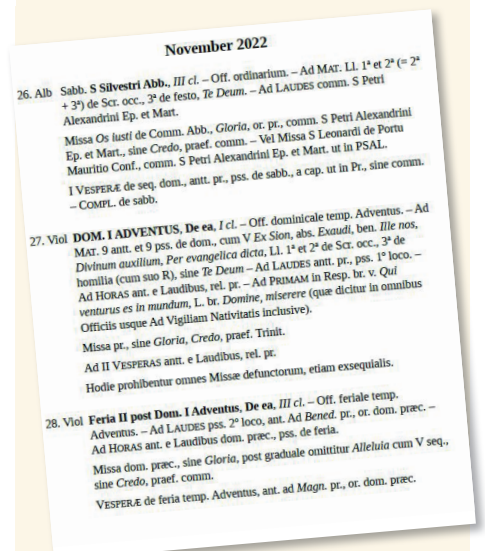 November 2022
26. Alb Sabb. S Silvestri Abb., III cl. – Off. ordinarium. – Ad MAT. Ll. 1ª et 2ª (= 2ª
+ 3ª) de Scr. occ., 3ª de festo, Te Deum. – Ad LAUDES comm. S Petri
Alexandrini Ep. et Mart.
Missa Os iusti de Comm. Abb., Gloria, or. pr., comm. S Petri Alexandrini
Ep. et Mart., sine Credo, praef. comm. – Vel Missa S Leonardi de Portu
Mauritio Conf., comm. S Petri Alexandrini Ep. et Mart. ut in PSAL.
I VESPERÆ de seq. dom., antt. pr., pss. de sabb., a cap. ut in Pr., sine comm.
– COMPL. de sabb.
27. Viol DOM. I ADVENTUS, De ea, I cl. – Off. dominicale temp. Adventus. – Ad
MAT. 9 antt. et 9 pss. de dom., cum V Ex Sion, abs. Exaudi, ben. Ille nos,
Divinum auxilium, Per evangelica dicta, Ll. 1ª et 2ª de Scr. occ., 3ª de
homilia (cum suo R), sine Te Deum – Ad LAUDES antt. pr., pss. 1° loco. –
Ad HORAS ant. e Laudibus, rel. pr. – Ad PRIMAM in Resp. br. v. Qui
venturus es in mundum, L. br. Domine, miserere (quæ dicitur in omnibus
Officiis usque Ad Vigiliam Nativitatis inclusive).
Missa pr., sine Gloria, Credo, praef. Trinit.
Ad II VESPERAS antt. e Laudibus, rel. pr.
Hodie prohibentur omnes Missæ defunctorum, etiam exsequialis.
28. Viol Feria II post Dom. I Adventus, De ea, III cl. – Off. feriale temp.
Adventus. – Ad LAUDES pss. 2° loco, ant. Ad Bened. pr., or. dom. præc. –
Ad HORAS ant. e Laudibus dom. præc., pss. de feria.
Missa dom. præc., sine Gloria, post graduale omittitur Alleluia cum V seq.,
sine Credo, praef. comm.
VESPERÆ de feria temp. Adventus, ant. ad Magn. pr., or. dom. præc.